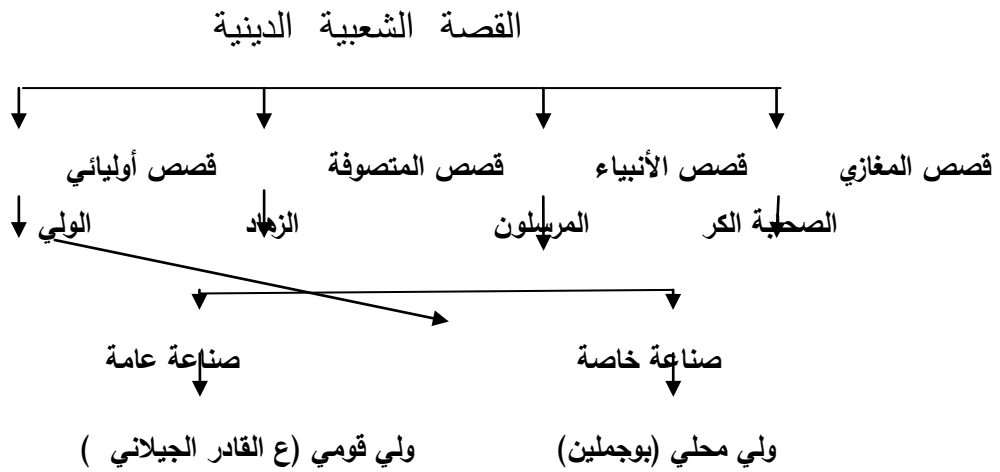 القصة الشعبية الدينية
قصص المغازي قصص الأنبياء قصص المتصوفة قصص أوليائي
الصحابة الكر المرسلون الزهاد الولي
صناعة خاصة صناعة عامة
ولي محلي (بوجملين) ولي قومي (ع القادر الجيلاني )